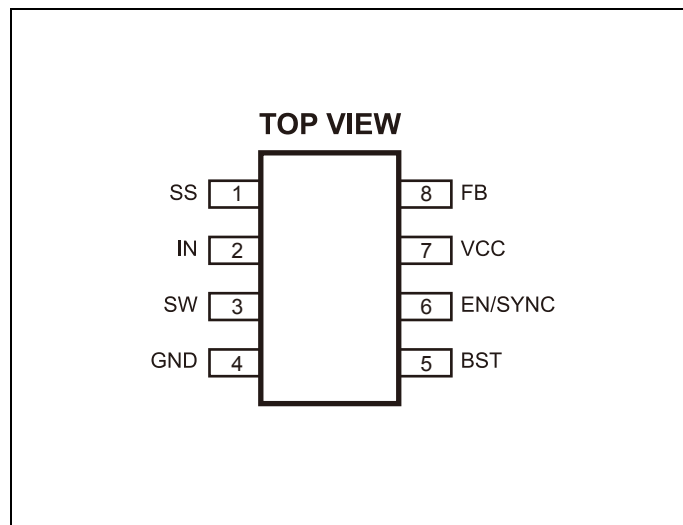 TOP VIEW
SS 1 8 FB
IN 2 7 VCC
SW 3 6 EN/SYNC
GND 4 5 BST